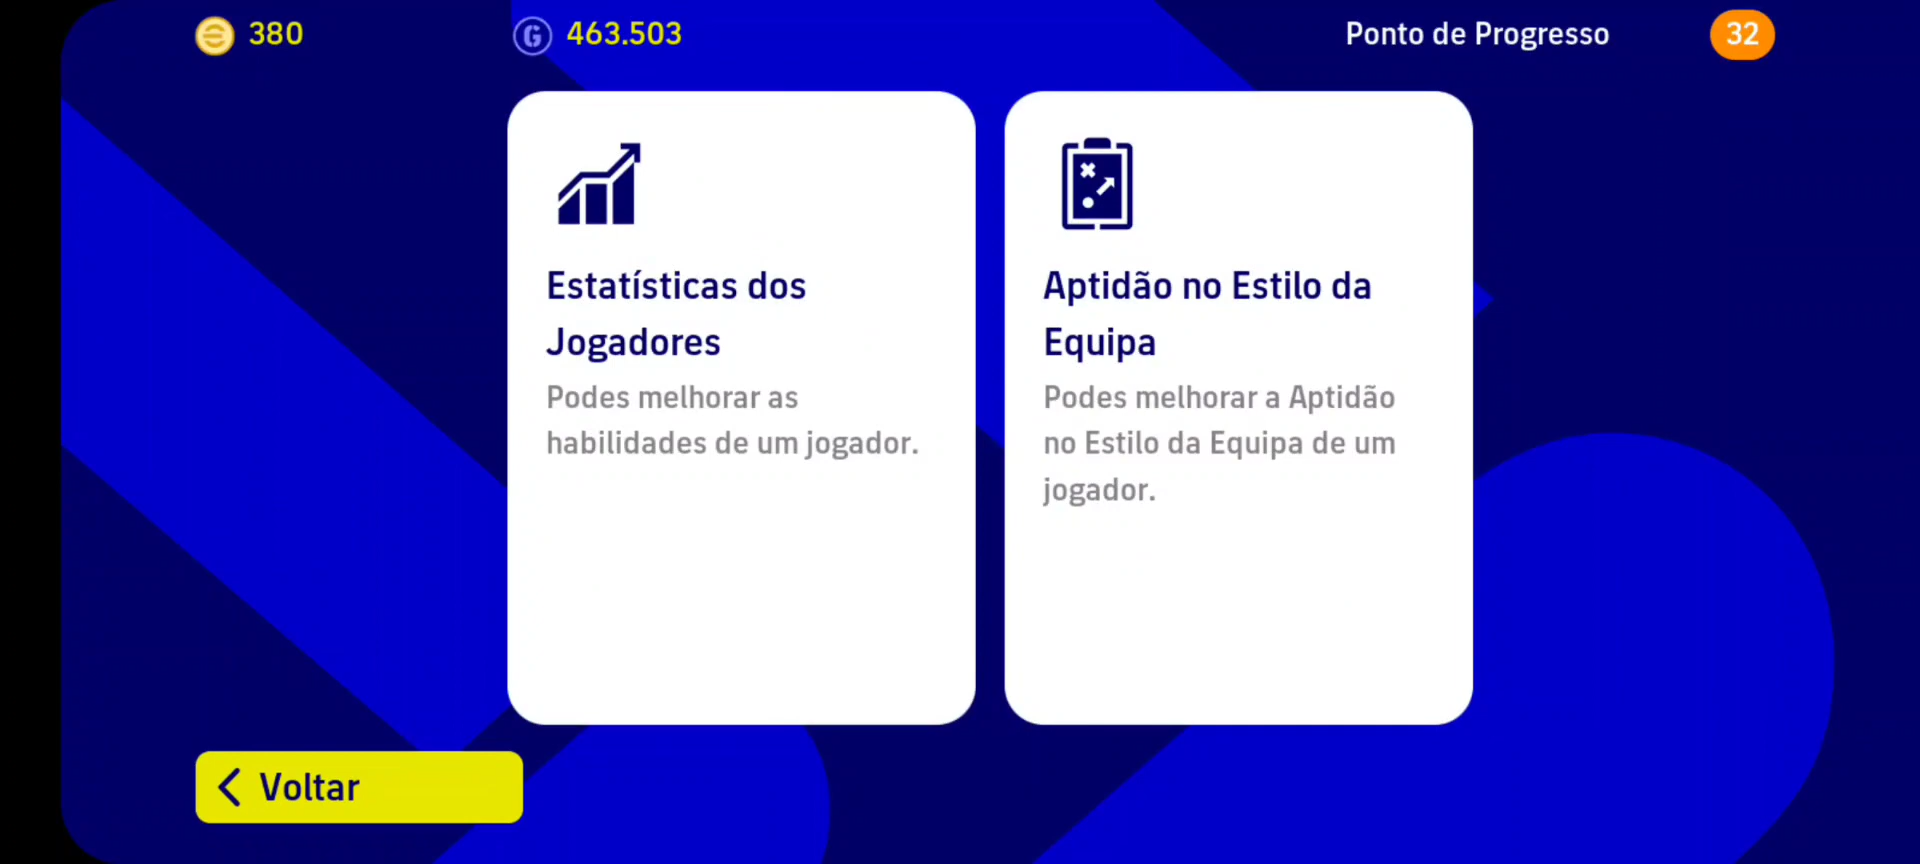 380
463.503
Ponto de Progresso
32
Estatísticas dos
Jogadores
Podes melhorar as
habilidades de um jogador.
Aptidão no Estilo da
Equipa
Podes melhorar a Aptidão
no Estilo da Equipa de um
jogador.
Voltar